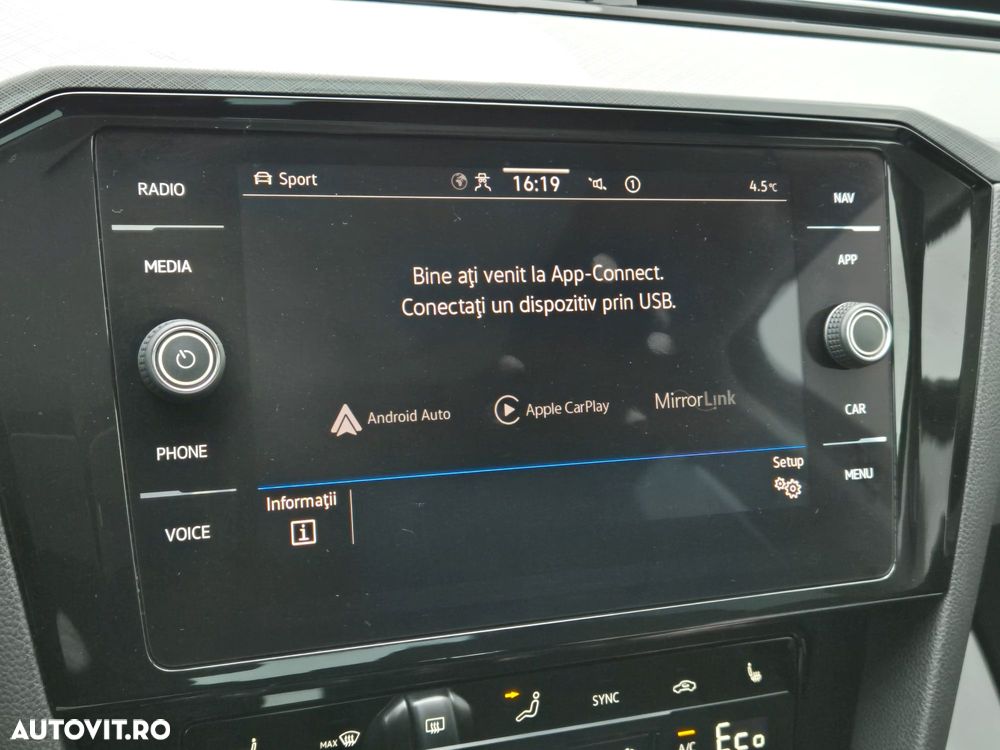 RADIO
MEDIA
PHONE
VOICE
Sport
16:19
1
4.5°C
Bine aţi venit la App-Connect.
Conectaţi un dispozitiv prin USB.
Android Auto
Apple CarPlay
MirrorLink
Informaţii
i
Setup
NAV
APP
CAR
MENU
MAX
SYNC
A/C
Eco
AUTOVIT.RO